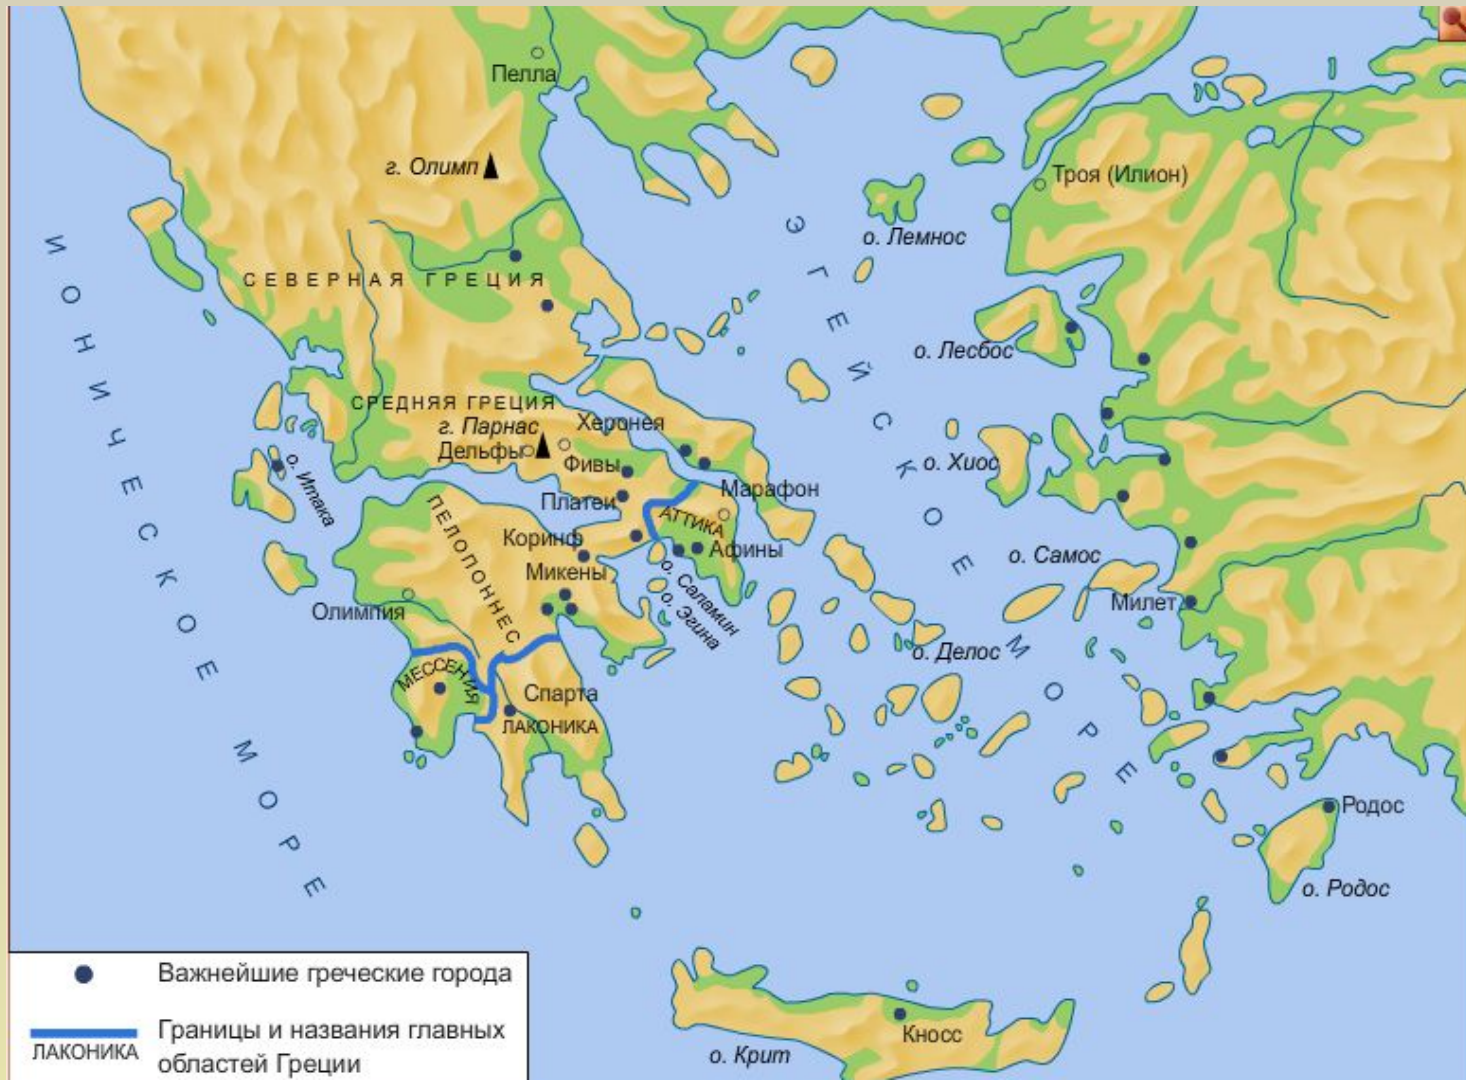 Пелла
г. Олимп
Троя (Илион)
о. Лемнос
ЭГЕЙСКОЕ МОРЕ
ИОНИЧЕСКОЕ МОРЕ
СЕВЕРНАЯ ГРЕЦИЯ
о. Лесбос
СРЕДНЯЯ ГРЕЦИЯ
г. Парнас
Херонея
Дельфы
Фивы
о. Хиос
о. Итака
Платеи
Марафон
АТТИКА
ПЕЛОПОННЕС
Коринф
Афины
Микены
о. Саламин
о. Эгина
о. Самос
Милет
Олимпия
о. Делос
МЕССЕНИЯ
Спарта
ЛАКОНИКА
Родос
о. Родос
Кносс
о. Крит
Важнейшие греческие города
Границы и названия главных
ЛАКОНИКА
областей Греции